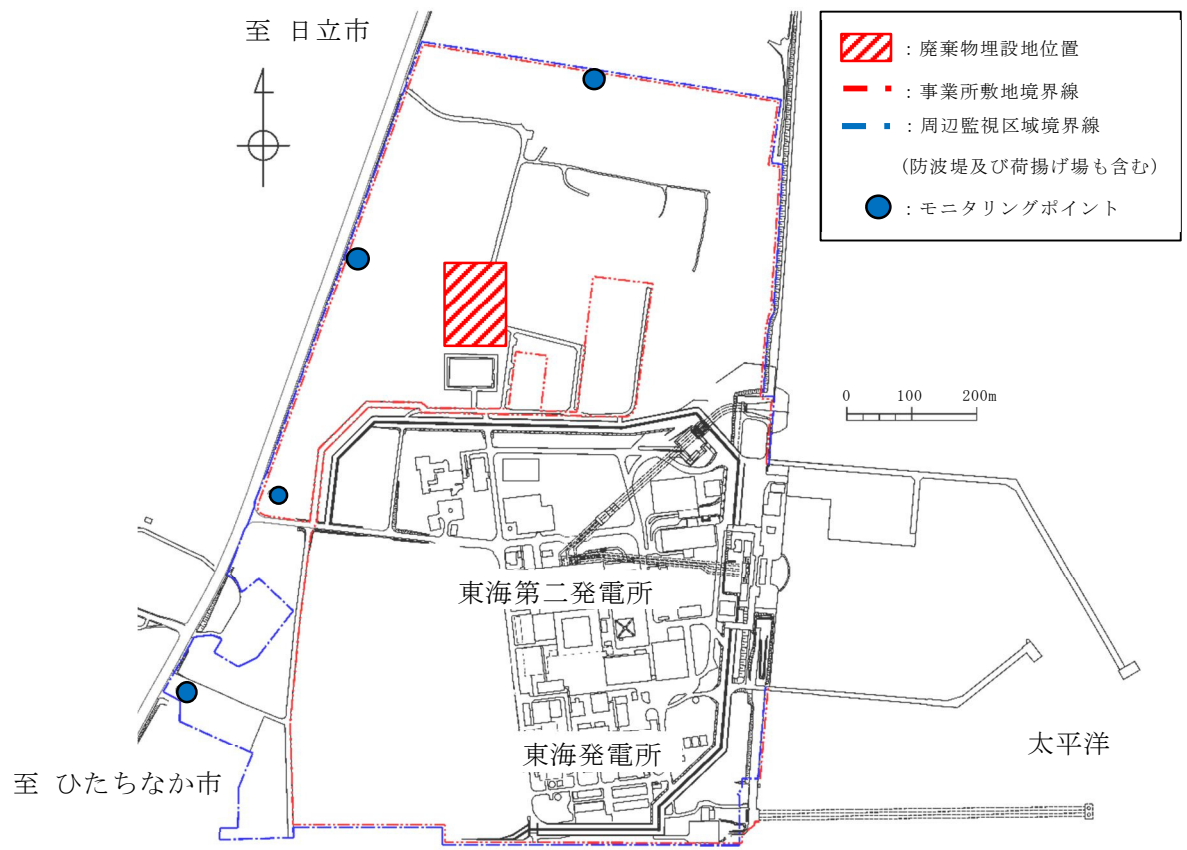 至 日立市
：廃棄物埋設地位置
：事業所敷地境界線
：周辺監視区域境界線
(防波堤及び荷揚げ場も含む)
：モニタリングポイント
0 100 200m
東海第二発電所
東海発電所
太平洋
至 ひたちなか市